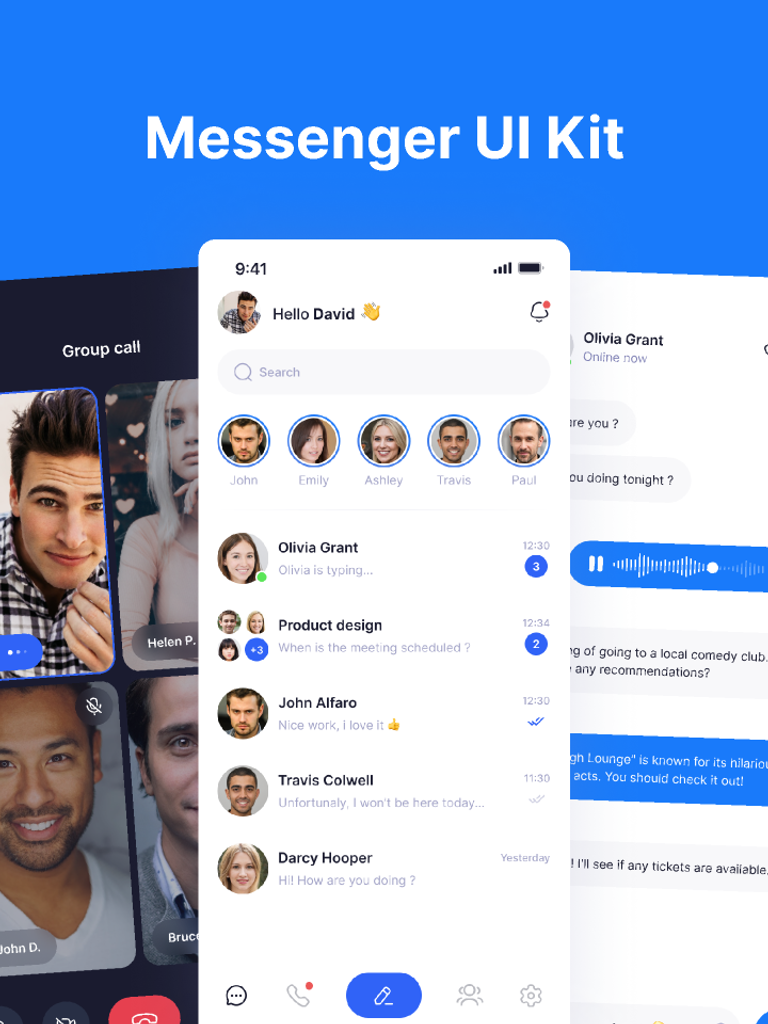 Messenger UI Kit
9:41
Hello David 👋
Search
John
Emily
Ashley
Travis
Paul
Olivia Grant
12:30
Olivia is typing...
3
Product design
12:34
+3
When is the meeting scheduled ?
2
John Alfaro
12:30
Nice work, i love it 👍
Travis Colwell
11:30
Unfortunaly, I won't be here today...
Darcy Hooper
Yesterday
Hi! How are you doing ?
Group call
Helen P.
John D.
Bruce
Olivia Grant
Online now
are you ?
ou doing tonight ?
ng of going to a local comedy club.
any recommendations?
gh Lounge" is known for its hilariou
acts. You should check it out!
! I'll see if any tickets are available.